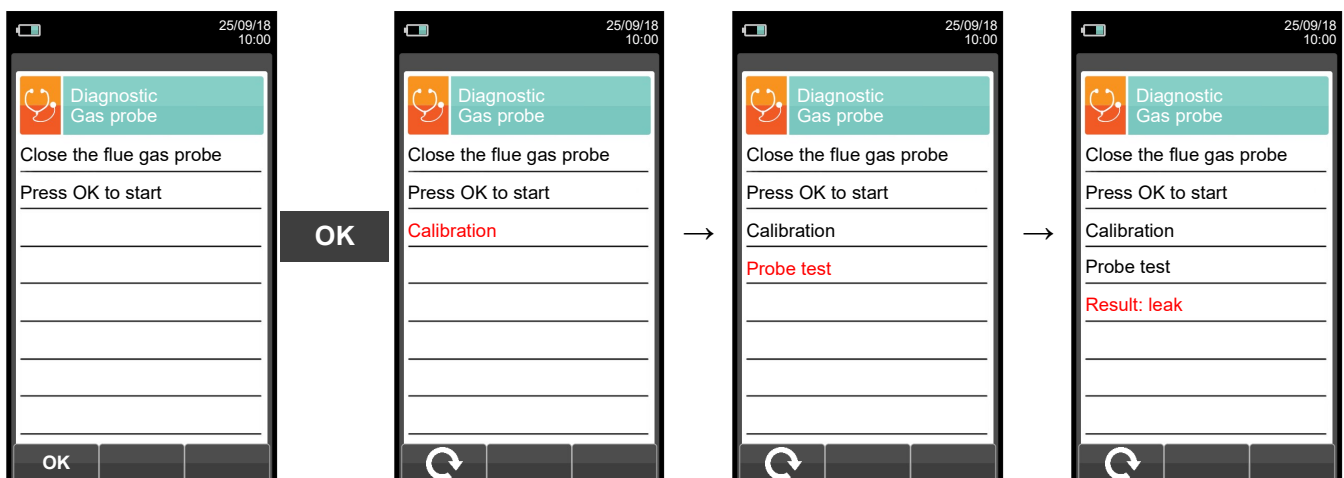 25/09/18
10:00
Diagnostic
Gas probe
Close the flue gas probe
Press OK to start
OK
OK
25/09/18
10:00
Diagnostic
Gas probe
Close the flue gas probe
Press OK to start
Calibration
→
25/09/18
10:00
Diagnostic
Gas probe
Close the flue gas probe
Press OK to start
Calibration
Probe test
→
25/09/18
10:00
Diagnostic
Gas probe
Close the flue gas probe
Press OK to start
Calibration
Probe test
Result: leak